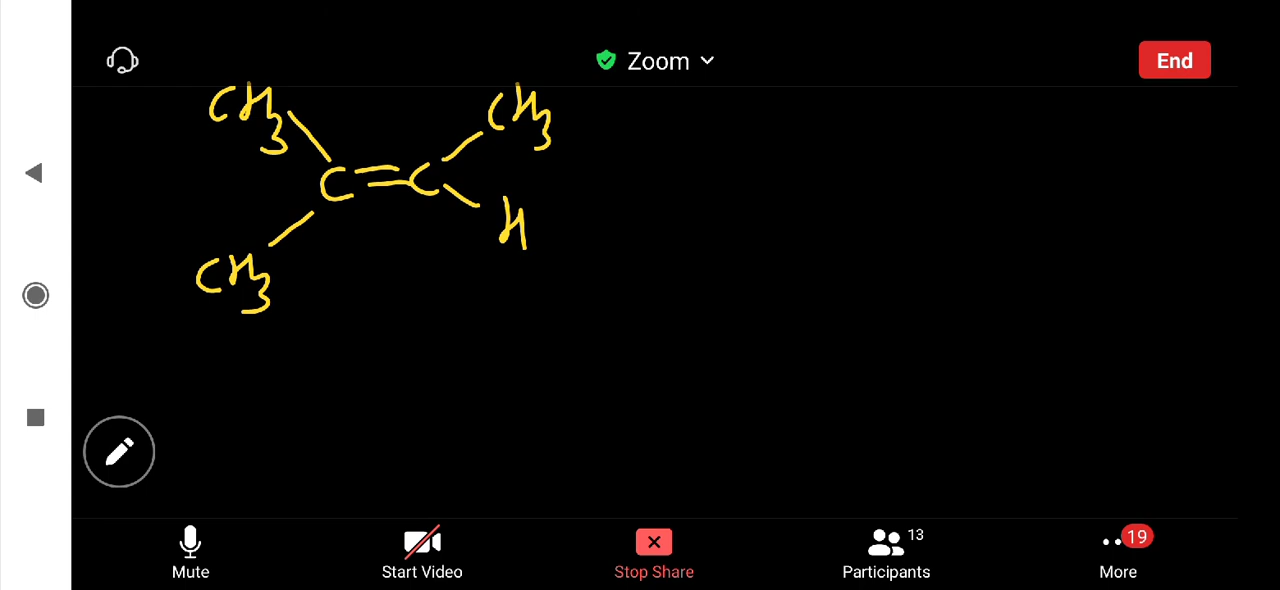 Zoom
End
CH3 CH3
C=C
H
CH3
13
19
Mute Start Video Stop Share Participants More